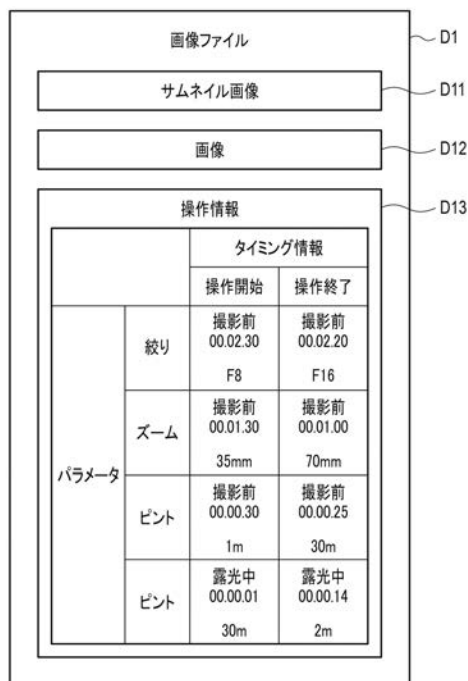 画像ファイル
D1
サムネイル画像
D11
画像
D12
操作情報
D13
タイミング情報
操作開始 操作終了
パラメータ
絞り
撮影前
00.02.30
F8
撮影前
00.02.20
F16
ズーム
撮影前
00.01.30
35mm
撮影前
00.01.00
70mm
ピント
撮影前
00.00.30
1m
撮影前
00.00.25
30m
ピント
露光中
00.00.01
30m
露光中
00.00.14
2m